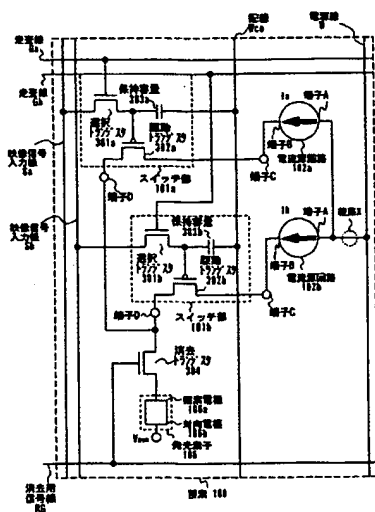 配線
Wco
電源線
W
走査線
Ga
走査線
Gb
保持容量
303a
選択
トランジスタ
301a
駆動
トランジスタ
302a
スイッチ部
101a
端子D
Ia
端子A
端子B
電流源回路
102a
端子C
映像信号
入力線
Sa
映像信号
入力線
Sb
保持容量
303b
選択
トランジスタ
301b
駆動
トランジスタ
302b
スイッチ部
101b
端子D
Ib
端子A
端子B
電流源回路
102b
端子C
消去
トランジスタ
304
画素電極
106a
対向電極
106b
発光素子
106
消去用
信号線
RG
画素 100